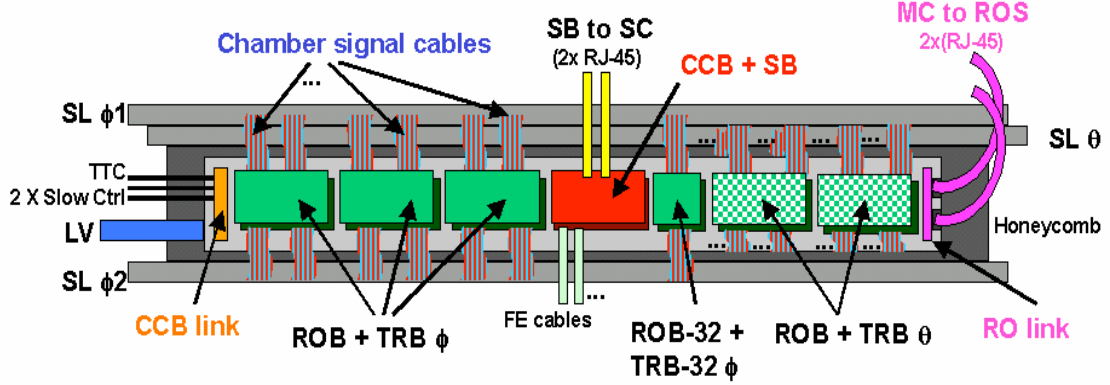 MC to ROS
2x(RJ-45)
SB to SC
(2x RJ-45)
Chamber signal cables
...
CCB + SB
SL ϕ1
SL θ
... ... ...
TTC
2 X Slow Ctrl
LV
Honeycomb
... ... ...
SL ϕ2
...
FE cables
CCB link
ROB + TRB ϕ
ROB-32 +
TRB-32 ϕ
ROB + TRB θ
RO link